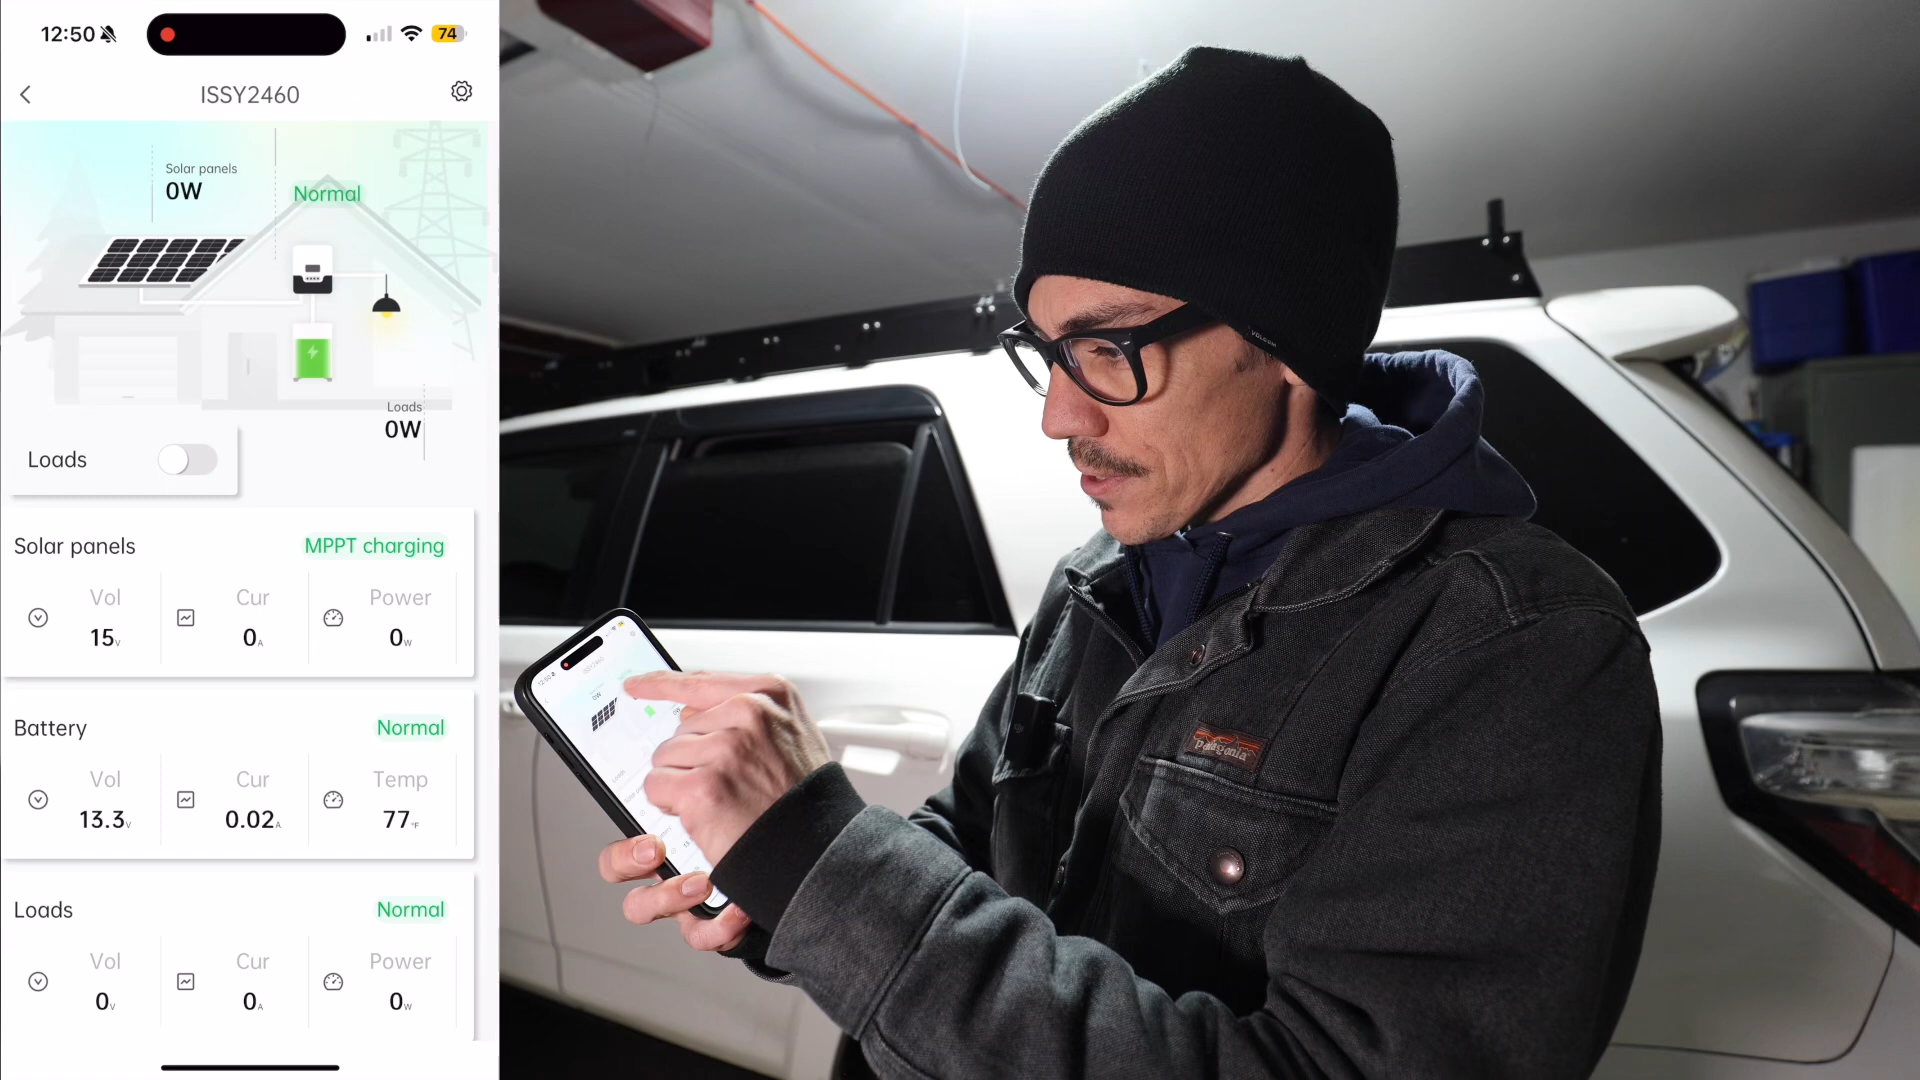 12:50
74
ISSY2460
Solar panels
0W
Normal
Loads
0W
Loads
Solar panels
MPPT charging
Vol
Cur
Power
15V
0A
0W
Battery
Normal
Vol
Cur
Temp
13.3V
0.02A
77°F
Loads
Normal
Vol
Cur
Power
0V
0A
0W
VOLCOM
patagonia